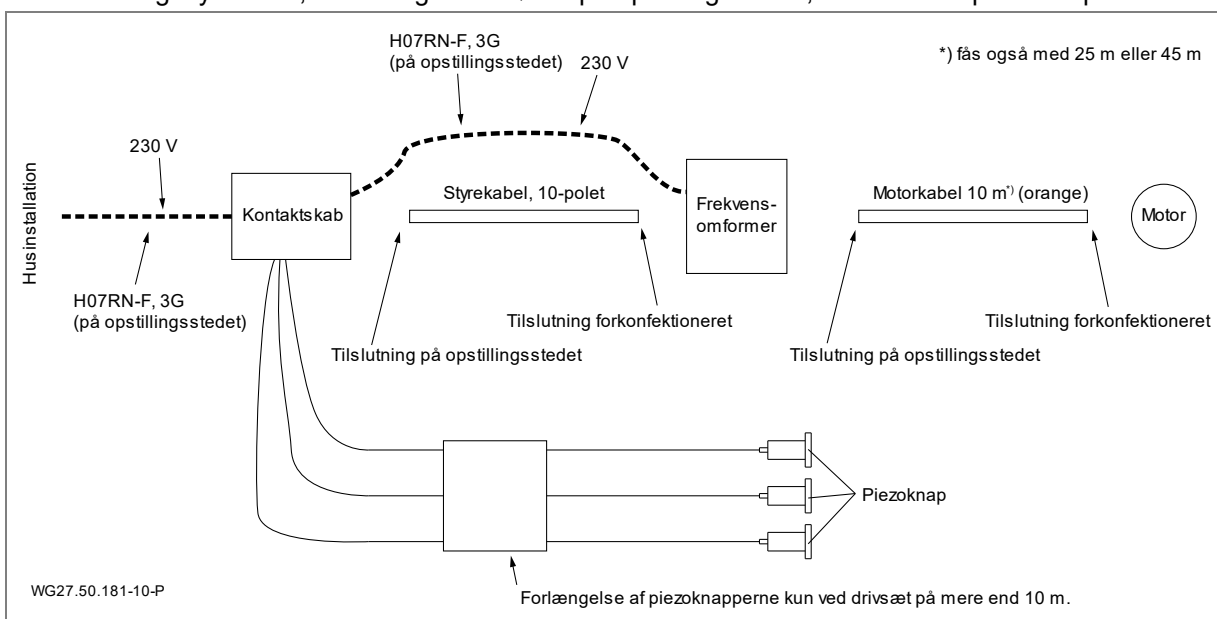 H07RN-F, 3G
(på opstillingsstedet)
230 V
*) fås også med 25 m eller 45 m
230 V
Husinstallation
Kontaktskab
Styrekabel, 10-polet
Frekvens-
omformer
Motorkabel 10 m*) (orange)
Motor
H07RN-F, 3G
(på opstillingsstedet)
Tilslutning forkonfektioneret
Tilslutning på opstillingsstedet
Tilslutning forkonfektioneret
Tilslutning på opstillingsstedet
Piezoknap
WG27.50.181-10-P
Forlængelse af piezoknapperne kun ved drivsæt på mere end 10 m.